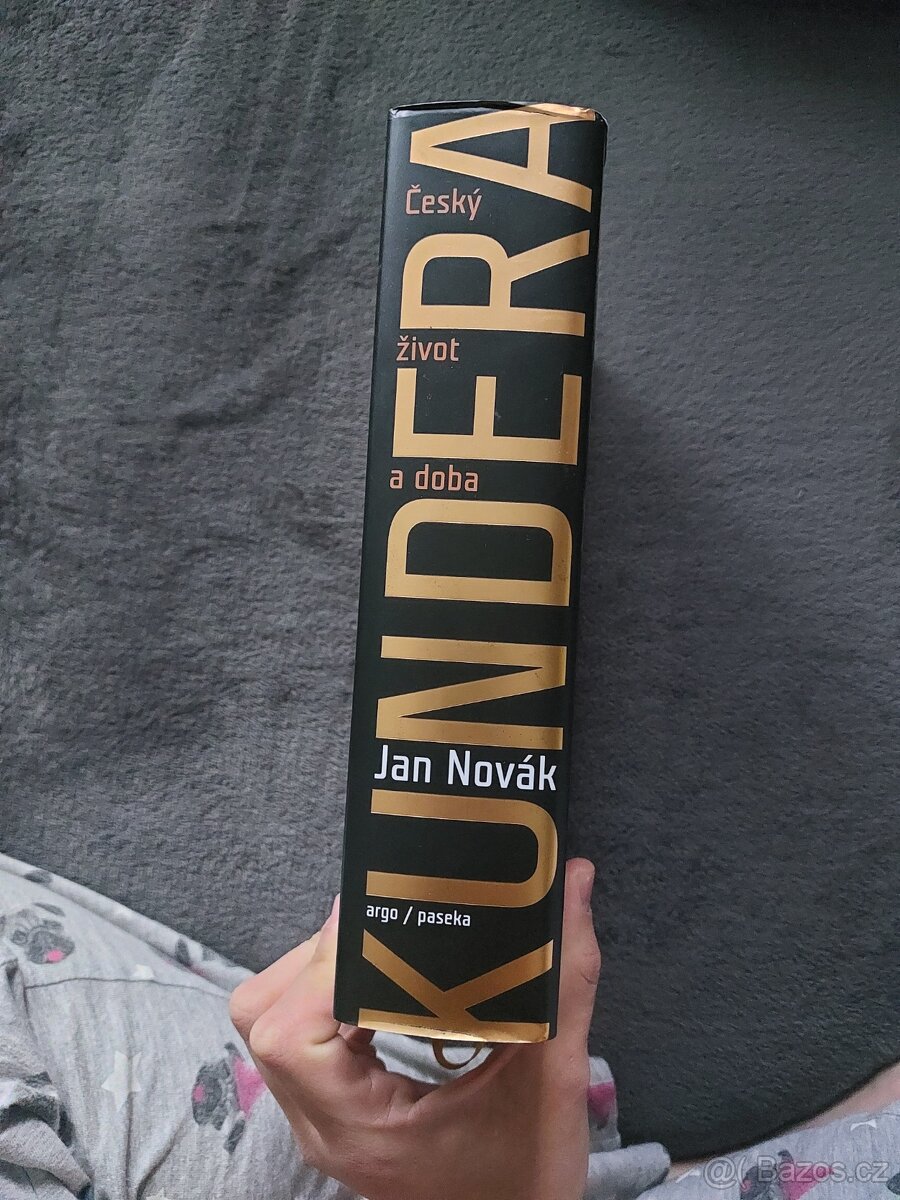 KUNDERA
Český
život
a doba
Jan Novák
argo / paseka
@( Bazos.cz